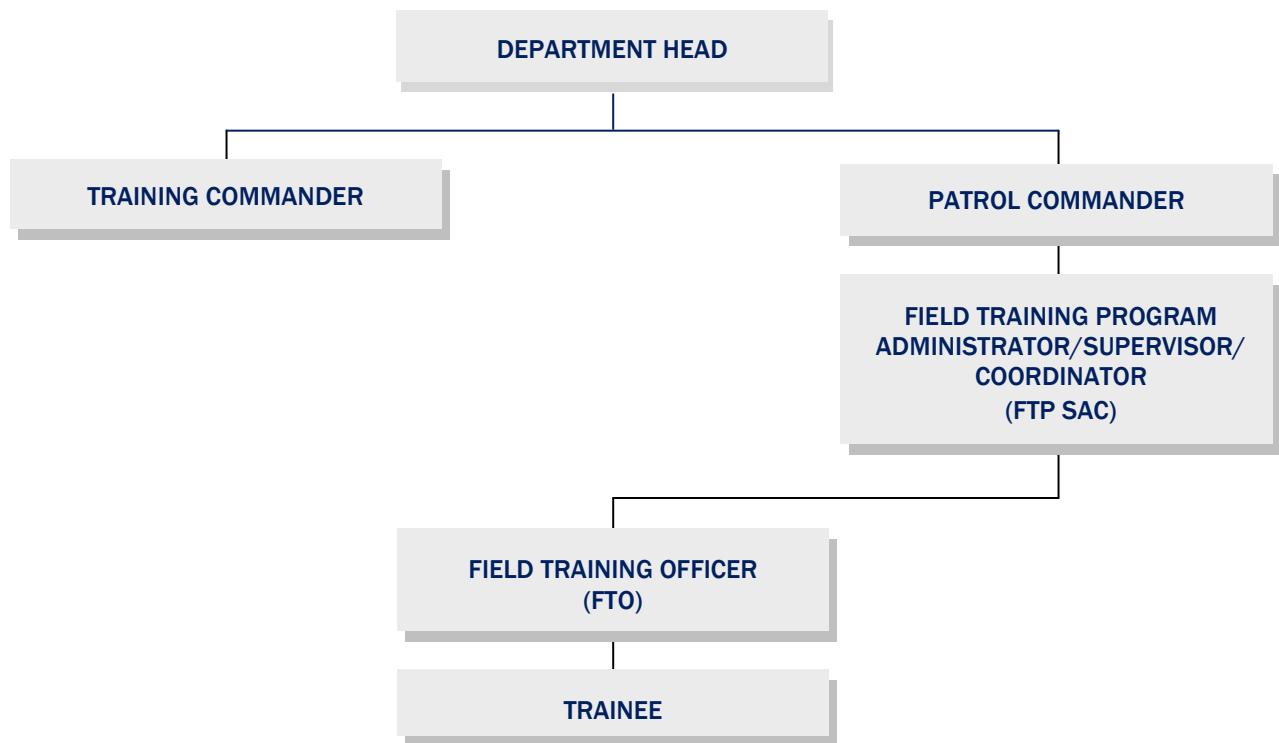 DEPARTMENT HEAD
TRAINING COMMANDER
PATROL COMMANDER
FIELD TRAINING PROGRAM
ADMINISTRATOR/SUPERVISOR/
COORDINATOR
(FTP SAC)
FIELD TRAINING OFFICER
(FTO)
TRAINEE